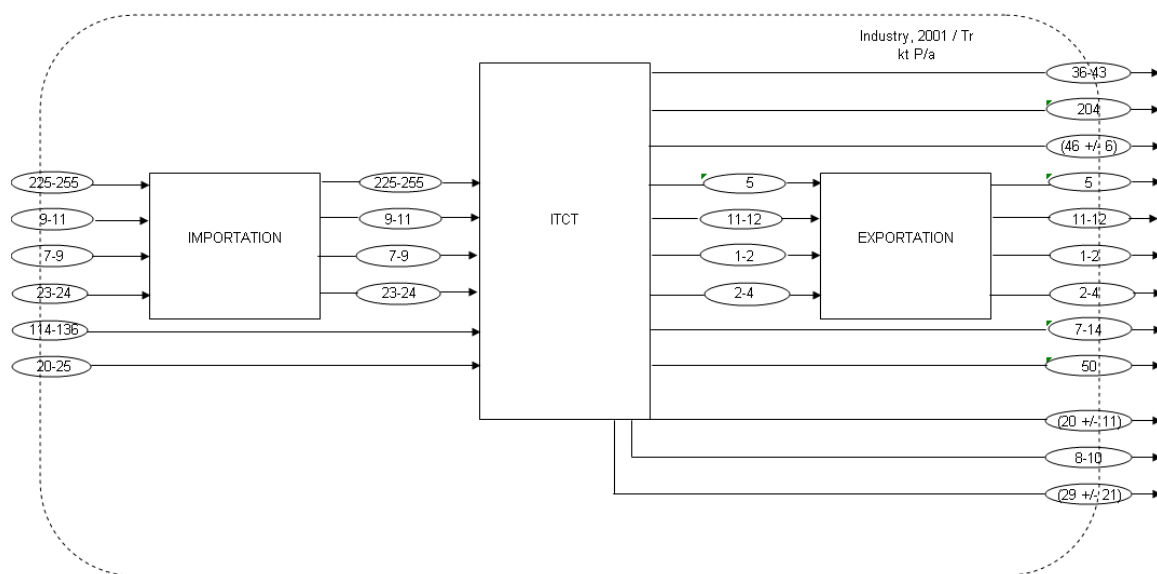 Industry, 2001 / Tr
kt P/a
36-43
204
(46 +/- 6)
225-255
225-255
5
5
9-11
9-11
ITCT
11-12
11-12
IMPORTATION
EXPORTATION
7-9
7-9
1-2
1-2
23-24
23-24
2-4
2-4
114-136
7-14
20-25
50
(20 +/- 11)
8-10
(29 +/- 21)